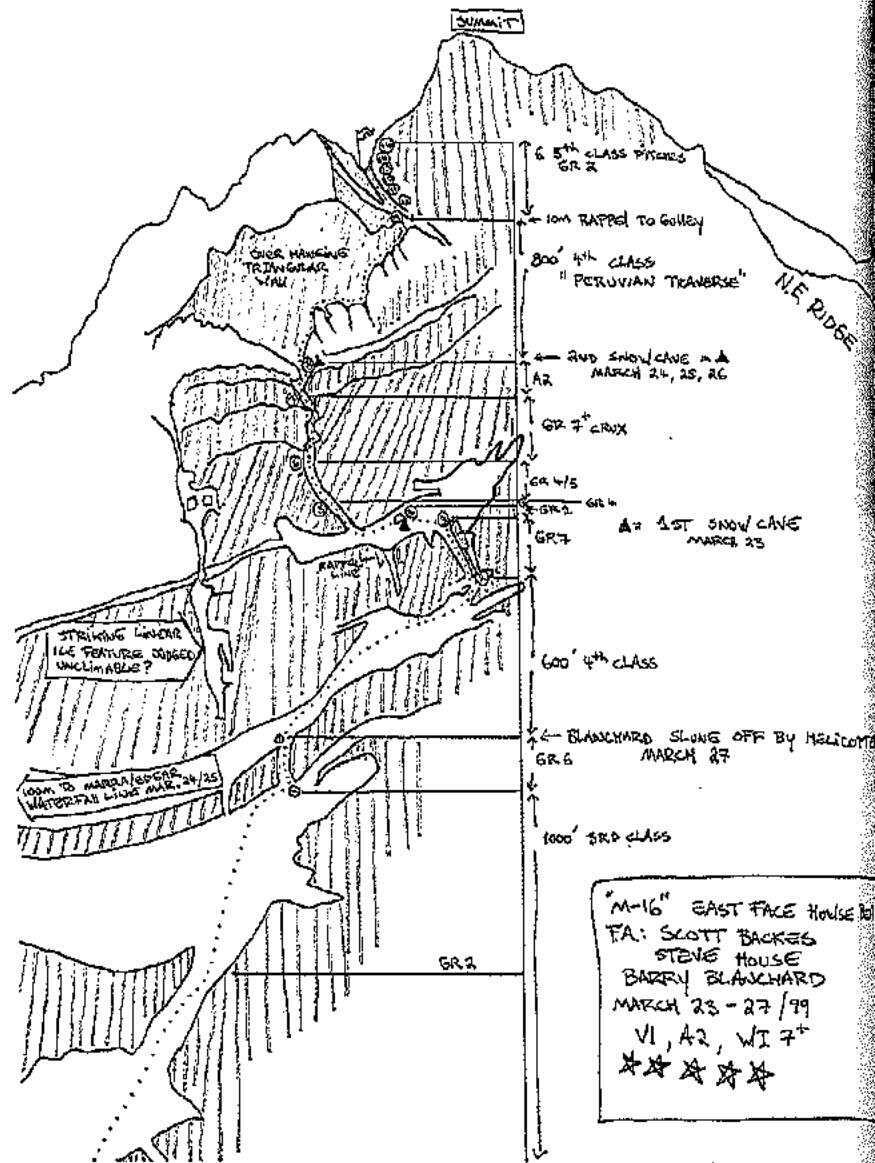 SUMMIT
6 5th CLASS PITCHES
GR 2
← 10M RAPPEL TO GULLEY
OVER HANGING
TRIANGULAR
WALL
800' 4th CLASS
"PERUVIAN TRAVERSE"
N.E. RIDGE
← 2ND SNOW CAVE = ▲
MARCH 24, 25, 26
A2
GR 7+ CRUX
GR 4/5
GR 4
GR 2
GR 7
▲ = 1ST SNOW CAVE
MARCH 23
RAPPEL
LINE
STRIKING LINEAR
ICE FEATURE JUDGED
UNCLIMABLE?
600' 4th CLASS
← BLANCHARD SLUNG OFF BY HELICOPTE
MARCH 27
GR 6
100M TO MARRA/EDGAR
WATERFALL LINE MAR. 24/25
1000' 3RD CLASS
GR 2
"M-16" EAST FACE HOWSE
F.A.: SCOTT BACKES
STEVE HOUSE
BARRY BLANCHARD
MARCH 23 - 27/99
VI, A2, WI 7+